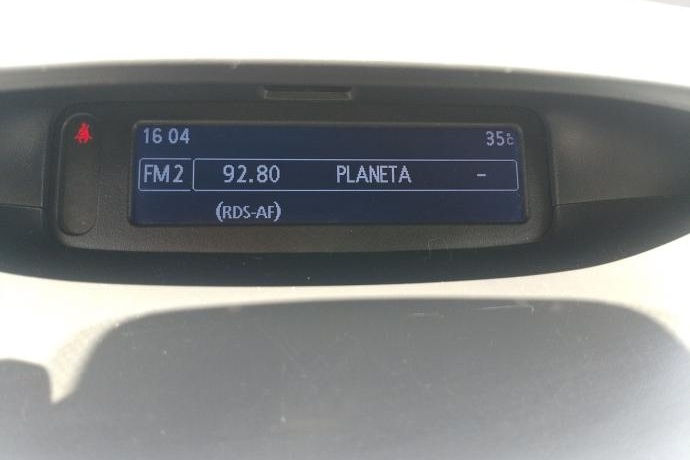 16 04 35°C
FM2 92.80 PLANETA -
(RDS-AF)